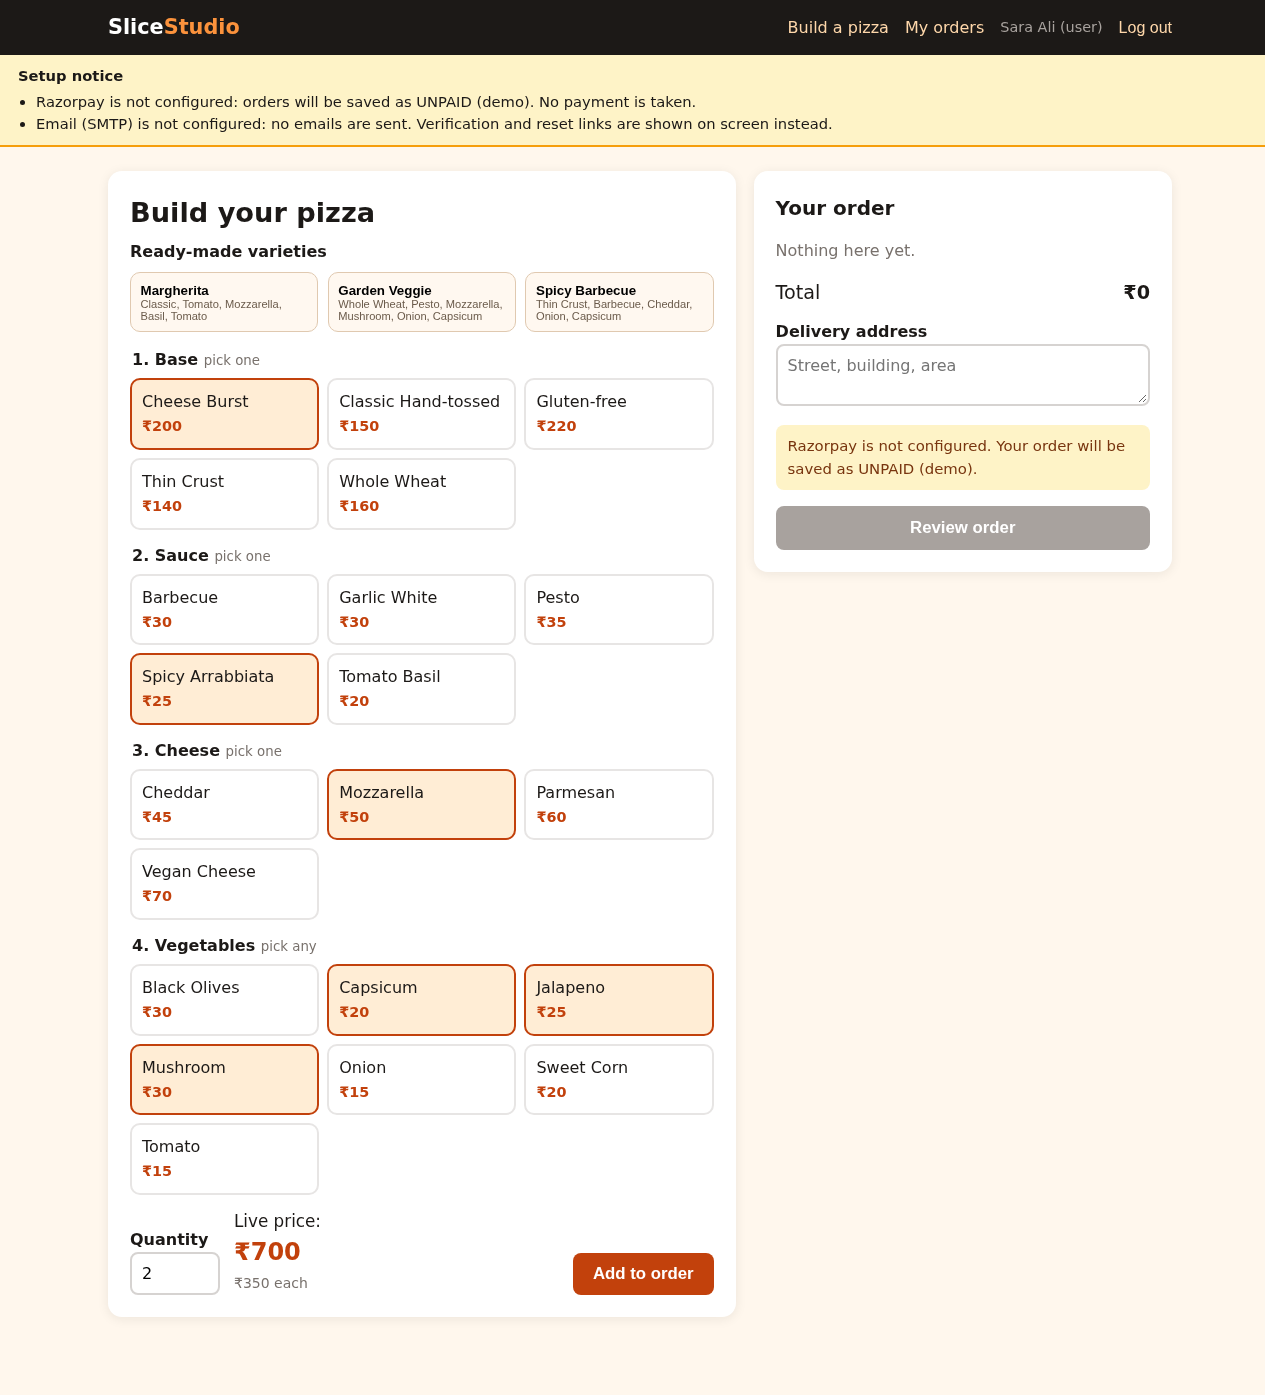 SliceStudio
Build a pizza My orders Sara Ali (user) Log out
Setup notice
• Razorpay is not configured: orders will be saved as UNPAID (demo). No payment is taken.
• Email (SMTP) is not configured: no emails are sent. Verification and reset links are shown on screen instead.
Build your pizza
Ready-made varieties
Margherita
Classic, Tomato, Mozzarella,
Basil, Tomato
Garden Veggie
Whole Wheat, Pesto, Mozzarella,
Mushroom, Onion, Capsicum
Spicy Barbecue
Thin Crust, Barbecue, Cheddar,
Onion, Capsicum
1. Base pick one
Cheese Burst
₹200
Classic Hand-tossed
₹150
Gluten-free
₹220
Thin Crust
₹140
Whole Wheat
₹160
2. Sauce pick one
Barbecue
₹30
Garlic White
₹30
Pesto
₹35
Spicy Arrabbiata
₹25
Tomato Basil
₹20
3. Cheese pick one
Cheddar
₹45
Mozzarella
₹50
Parmesan
₹60
Vegan Cheese
₹70
4. Vegetables pick any
Black Olives
₹30
Capsicum
₹20
Jalapeno
₹25
Mushroom
₹30
Onion
₹15
Sweet Corn
₹20
Tomato
₹15
Quantity
2
Live price:
₹700
₹350 each
Add to order
Your order
Nothing here yet.
Total ₹0
Delivery address
Street, building, area
Razorpay is not configured. Your order will be
saved as UNPAID (demo).
Review order